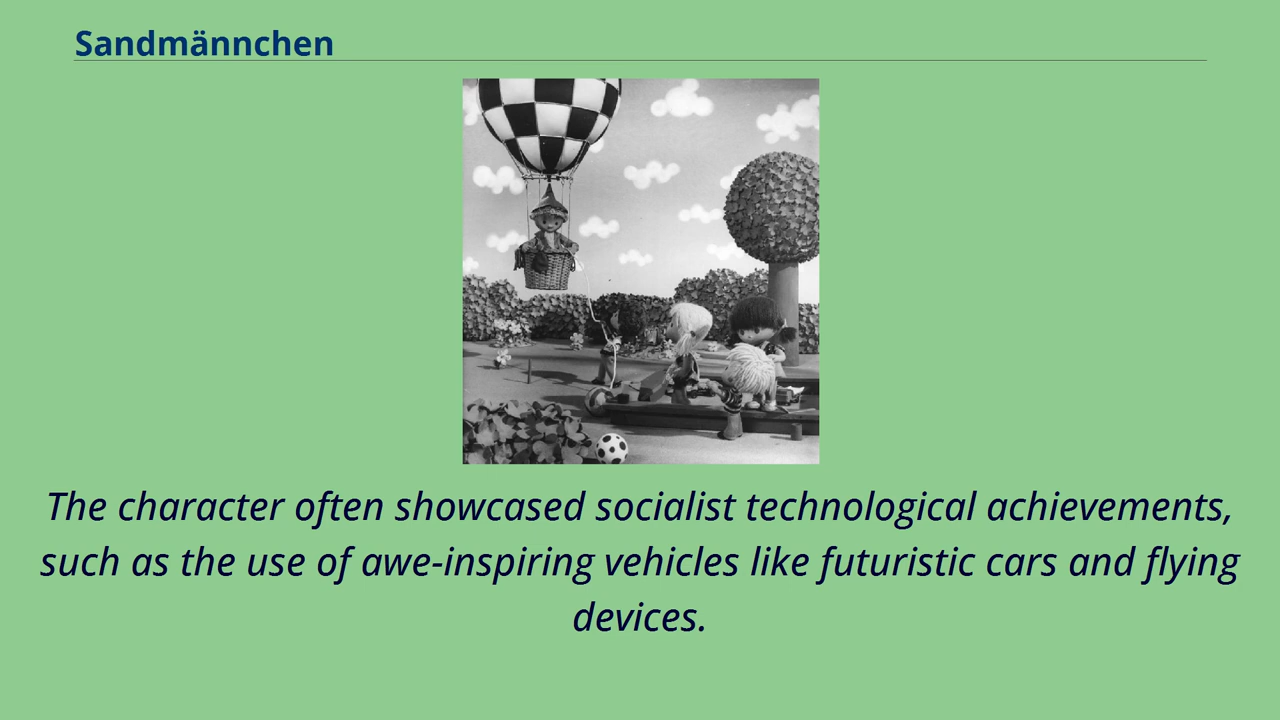 Sandmännchen
The character often showcased socialist technological achievements,
such as the use of awe-inspiring vehicles like futuristic cars and flying
devices.